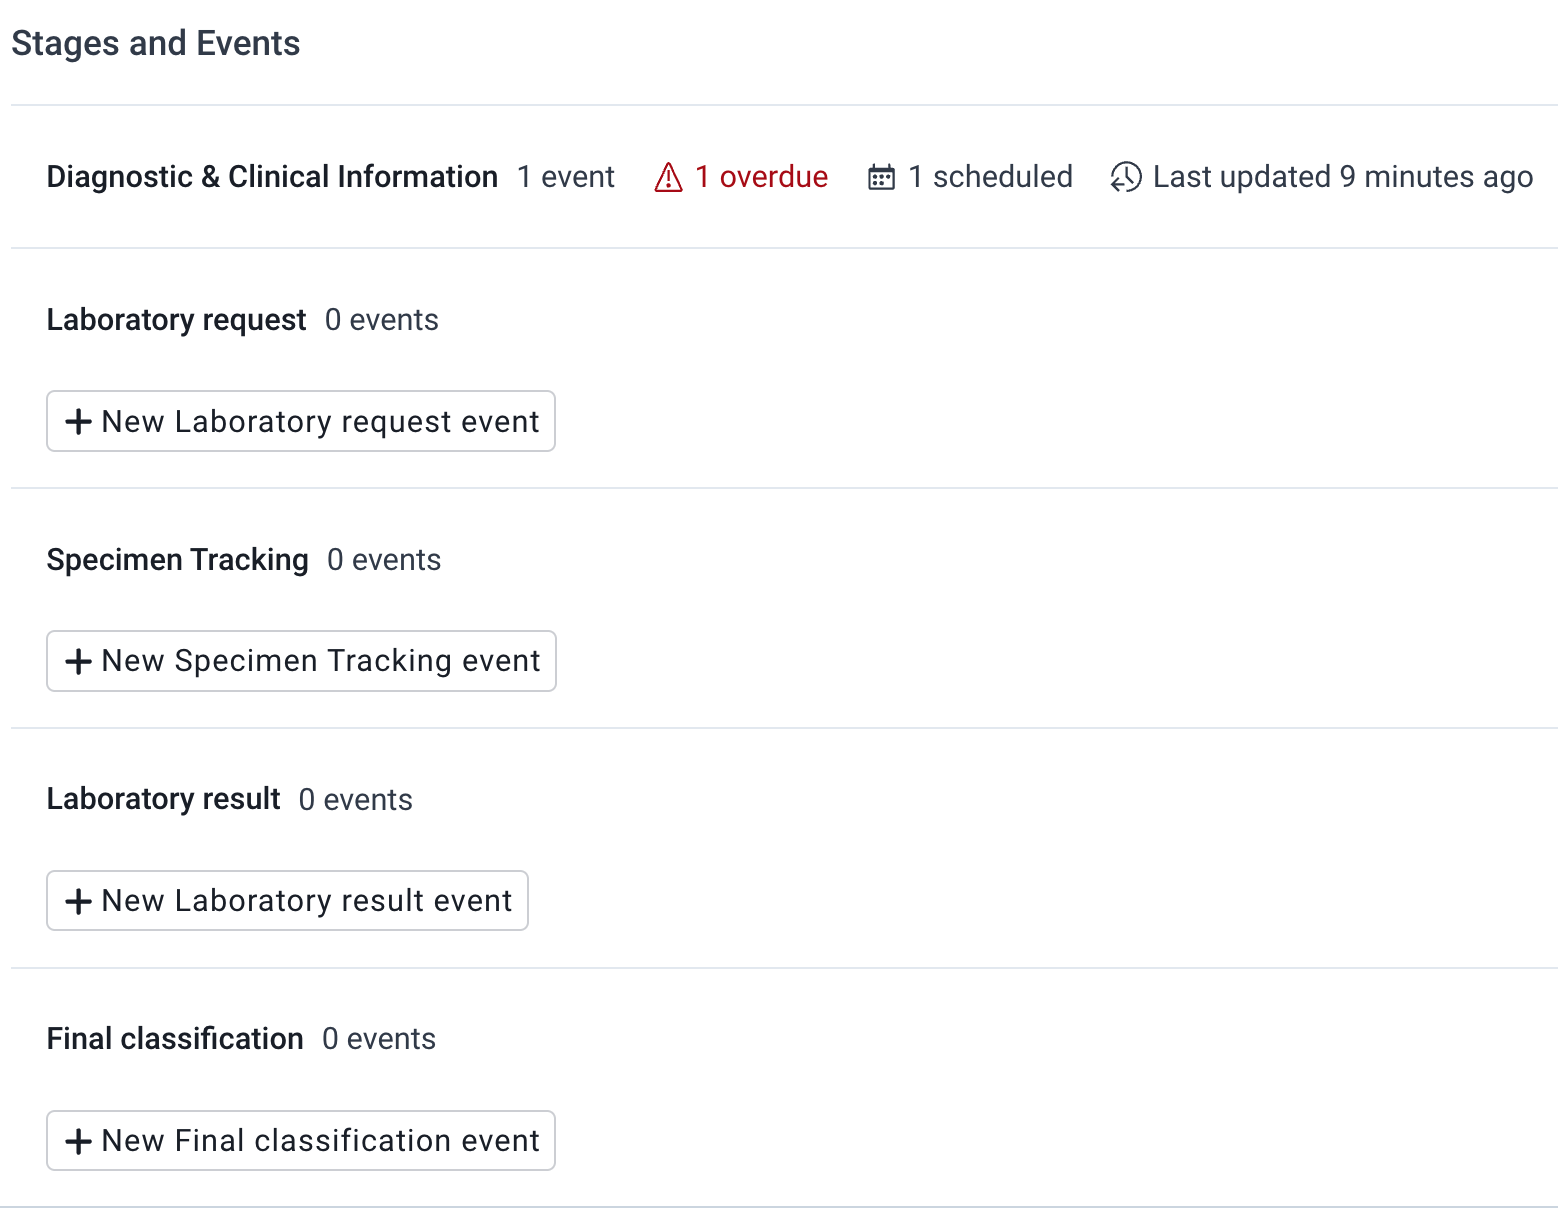 Stages and Events
Diagnostic & Clinical Information 1 event 1 overdue 1 scheduled Last updated 9 minutes ago
Laboratory request 0 events
New Laboratory request event
Specimen Tracking 0 events
New Specimen Tracking event
Laboratory result 0 events
New Laboratory result event
Final classification 0 events
New Final classification event